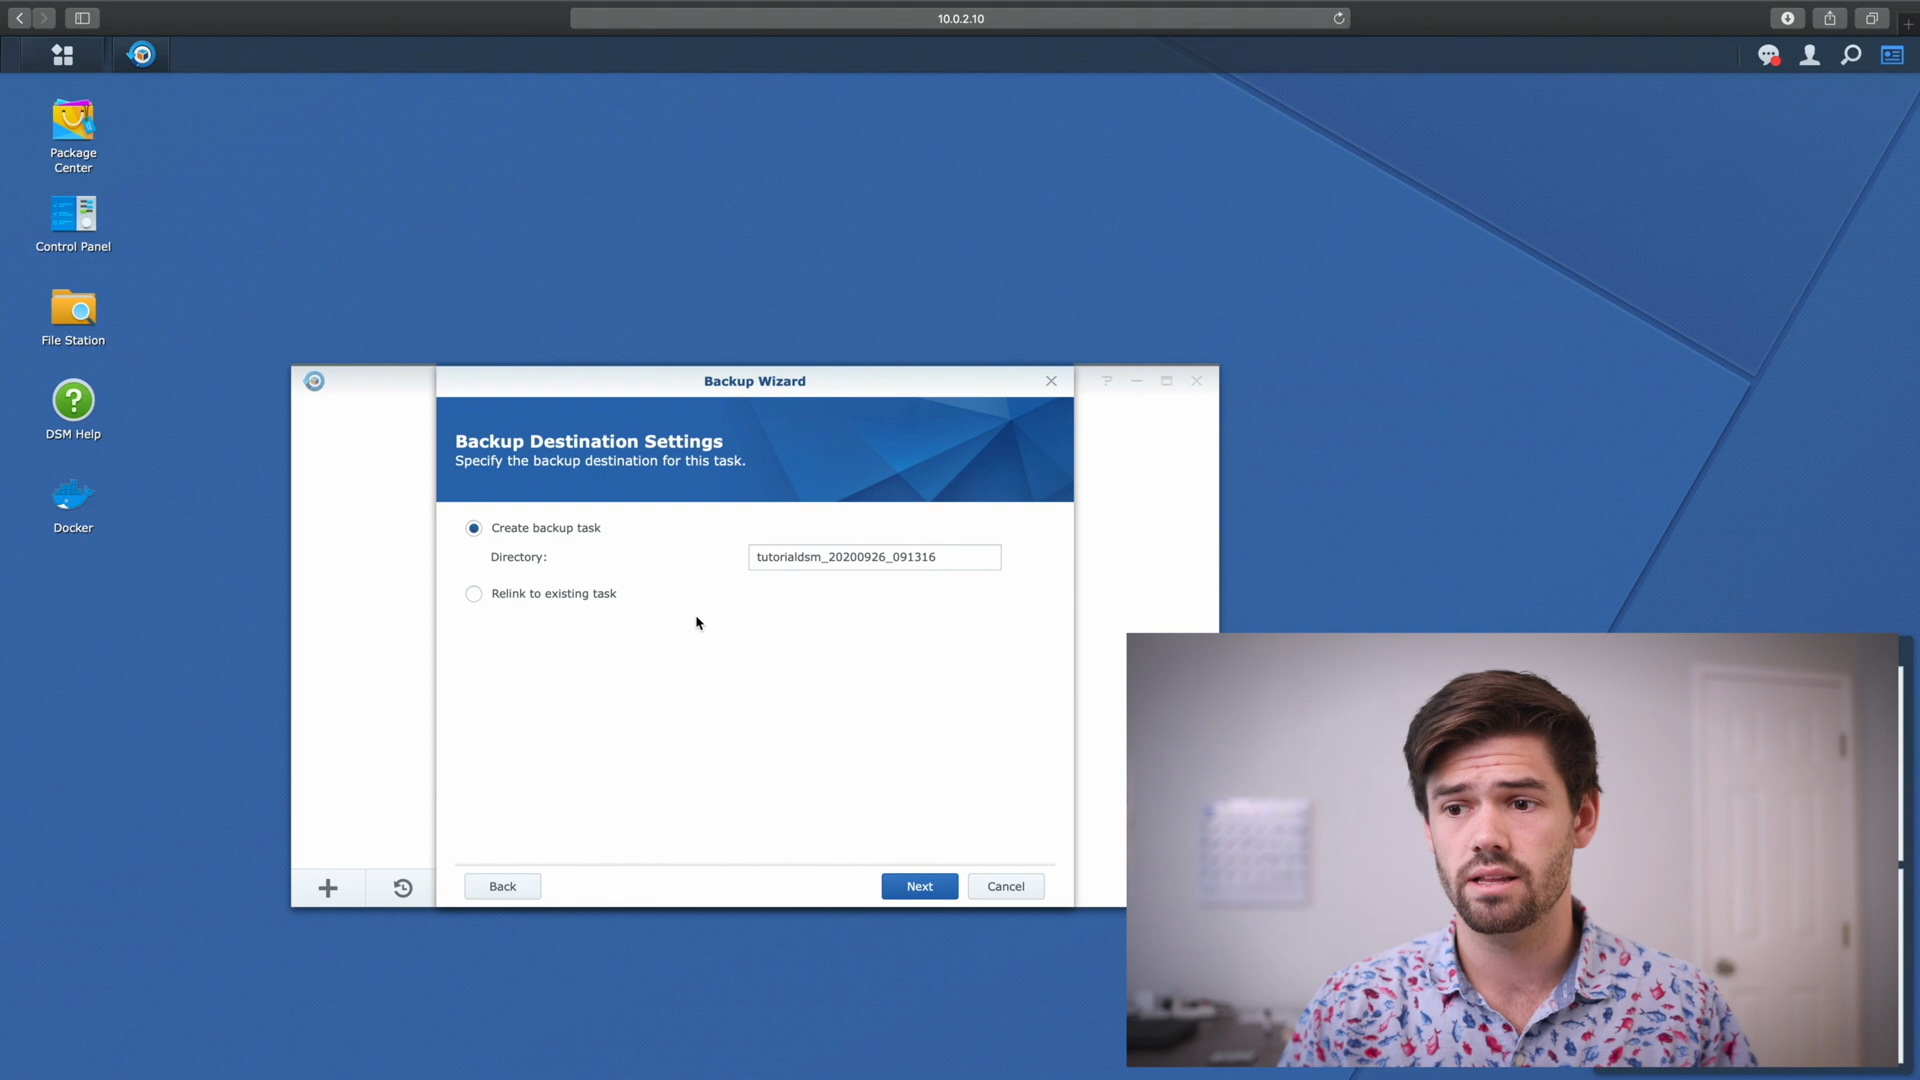 10.0.2.10
Package
Center
Control Panel
File Station
DSM Help
Docker
Backup Wizard
Backup Destination Settings
Specify the backup destination for this task.
Create backup task
Directory:
tutorialdsm_20200926_091316
Relink to existing task
Back
Next
Cancel